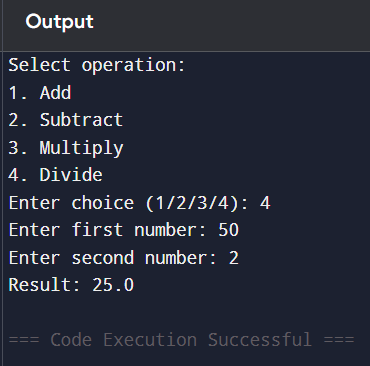 Output
Select operation:
1. Add
2. Subtract
3. Multiply
4. Divide
Enter choice (1/2/3/4): 4
Enter first number: 50
Enter second number: 2
Result: 25.0
=== Code Execution Successful ===